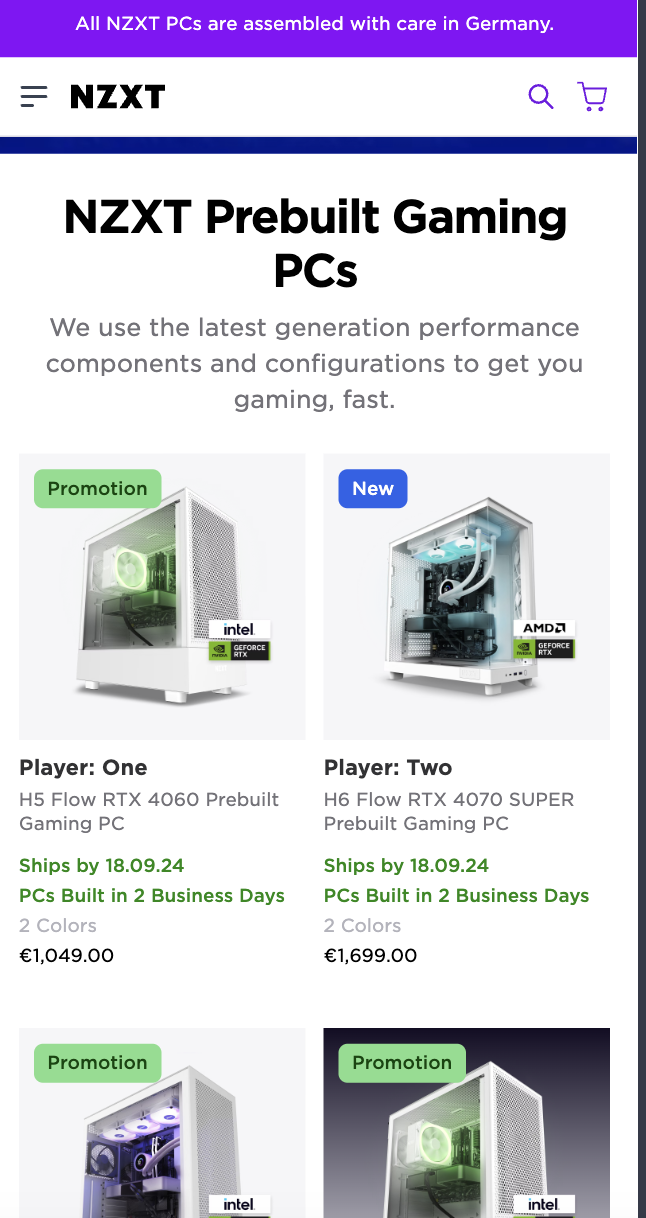 All NZXT PCs are assembled with care in Germany.
NZXT
NZXT Prebuilt Gaming
PCs
We use the latest generation performance
components and configurations to get you
gaming, fast.
Promotion
intel.
NVIDIA
GEFORCE
RTX
New
AMD
NVIDIA
GEFORCE
RTX
Player: One
H5 Flow RTX 4060 Prebuilt
Gaming PC
Ships by 18.09.24
PCs Built in 2 Business Days
2 Colors
€1,049.00
Player: Two
H6 Flow RTX 4070 SUPER
Prebuilt Gaming PC
Ships by 18.09.24
PCs Built in 2 Business Days
2 Colors
€1,699.00
Promotion
intel.
Promotion
intel.